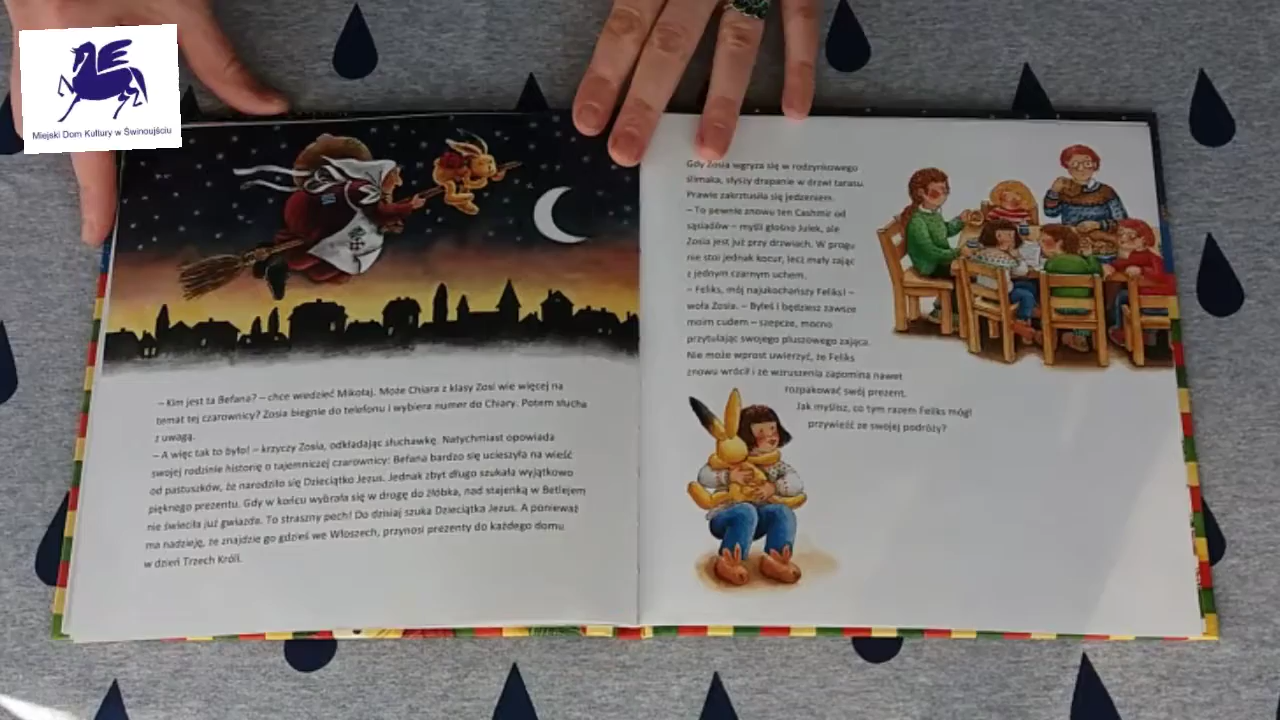 Miejski Dom Kultury w Świnoujściu
– Kim jest ta Befana? – chce wiedzieć Mikołaj. Może Chiara z klasy Zosi wie więcej na
temat tej czarownicy? Zosia biegnie do telefonu i wybiera numer do Chiary. Potem słucha
z uwagą.
– A więc tak to było! – krzyczy Zosia, odkładając słuchawkę. Natychmiast opowiada
swojej rodzinie historię o tajemniczej czarownicy: Befana bardzo się ucieszyła na wieść
od pastuszków, że narodziło się Dzieciątko Jezus. Jednak zbyt długo szukała wyjątkowo
pięknego prezentu. Gdy w końcu wybrała się w drogę do żłóbka, nad stajenką w Betlejem
nie świeciła już gwiazda. To straszny pech! Do dzisiaj szuka Dzieciątka Jezus. A ponieważ
ma nadzieję, że znajdzie go gdzieś we Włoszech, przynosi prezenty do każdego domu
w dzień Trzech Króli.
Gdy Zosia wgryza się w rodzynkowego
ślimaka, słyszy drapanie w drzwi tarasu.
Prawie zakrztusiła się jedzeniem.
– To pewnie znowu ten Cashmir od
sąsiadów – myśli głośno Julek, ale
Zosia jest już przy drzwiach. W progu
nie stoi jednak kocur, lecz mały zając
z jednym czarnym uchem.
– Feliks, mój najukochańszy Feliks! –
woła Zosia. – Byłeś i będziesz zawsze
moim cudem – szepcze, mocno
przytulając swojego pluszowego zająca.
Nie może wprost uwierzyć, że Feliks
znowu wrócił i ze wzruszenia zapomina nawet
rozpakować swój prezent.
Jak myślisz, co tym razem Feliks mógł
przywieźć ze swojej podróży?